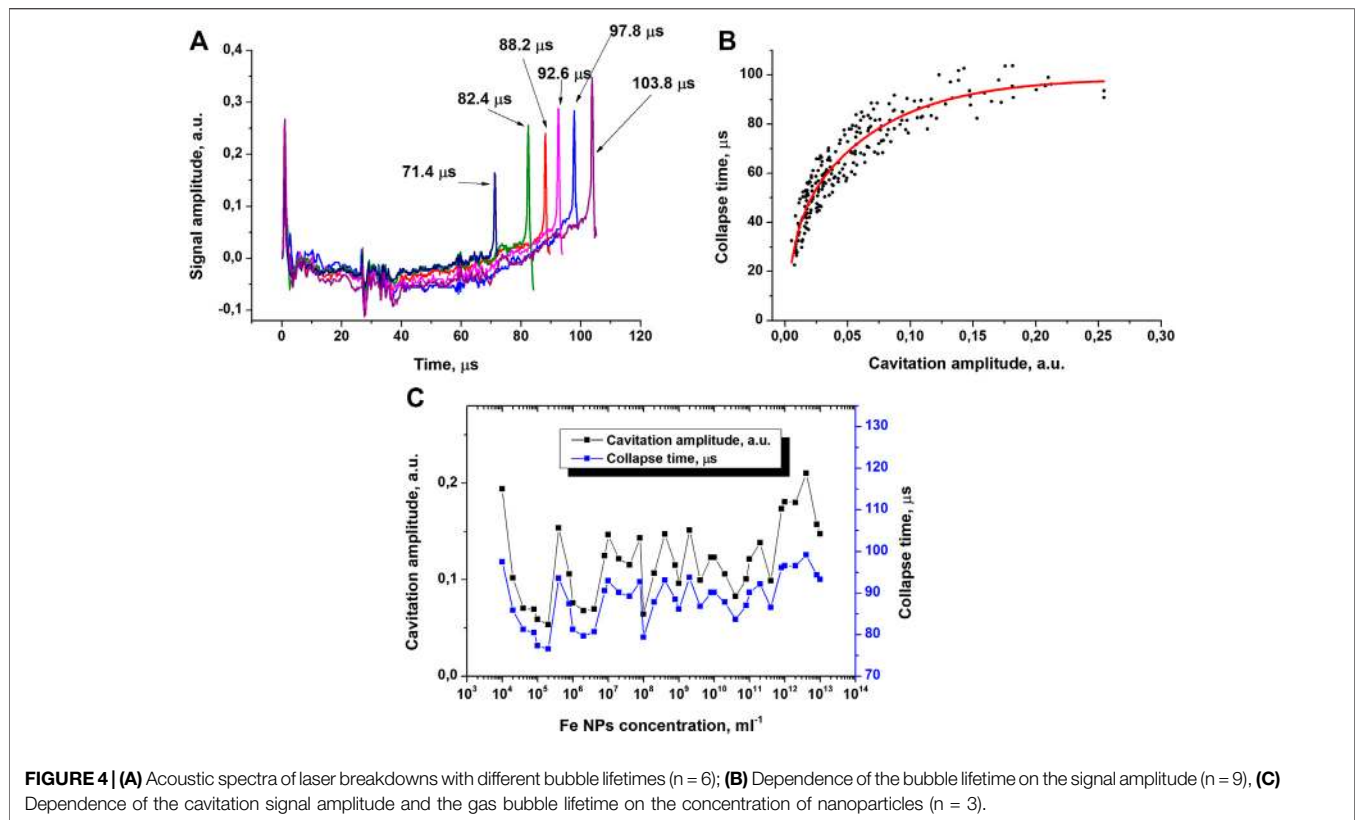 A
B
88.2 µs
97.8 µs
92.6 µs
82.4 µs
103.8 µs
71.4 µs
0,4
0,3
0,2
0,1
0,0
-0,1
Signal amplitude, a.u.
0 20 40 60 80 100 120
Time, µs
100
80
60
40
20
0
Collapse time, µs
0,00 0,05 0,10 0,15 0,20 0,25 0,30
Cavitation amplitude, a.u.
C
Cavitation amplitude, a.u.
Collapse time, µs
0,2
0,1
0,0
Cavitation amplitude, a.u.
130
120
110
100
90
80
70
Collapse time, µs
10³ 10⁴ 10⁵ 10⁶ 10⁷ 10⁸ 10⁹ 10¹⁰ 10¹¹ 10¹² 10¹³ 10¹⁴
Fe NPs concentration, ml⁻¹
FIGURE 4 | (A) Acoustic spectra of laser breakdowns with different bubble lifetimes (n = 6); (B) Dependence of the bubble lifetime on the signal amplitude (n = 9), (C)
Dependence of the cavitation signal amplitude and the gas bubble lifetime on the concentration of nanoparticles (n = 3).